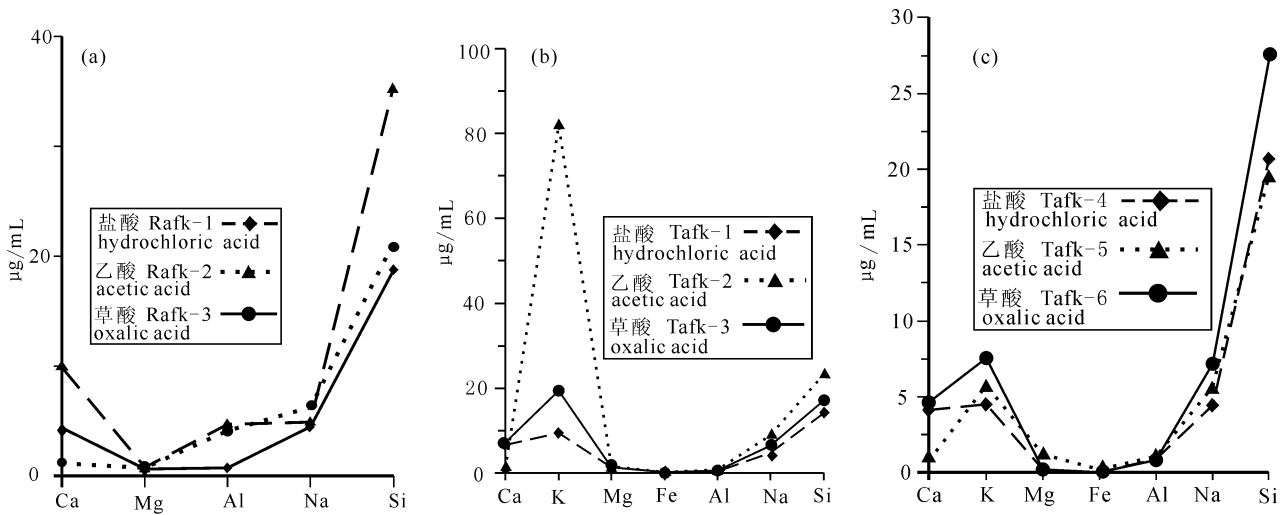 (a)
40
20
0
µg/mL
盐酸 Rafk-1
hydrochloric acid
乙酸 Rafk-2
acetic acid
草酸 Rafk-3
oxalic acid
Ca Mg Al Na Si
(b)
100
80
60
40
20
0
µg/mL
盐酸 Tafk-1
hydrochloric acid
乙酸 Tafk-2
acetic acid
草酸 Tafk-3
oxalic acid
Ca K Mg Fe Al Na Si
(c)
30
25
20
15
10
5
0
µg / mL
盐酸 Tafk-4
hydrochloric acid
乙酸 Tafk-5
acetic acid
草酸 Tafk-6
oxalic acid
Ca K Mg Fe Al Na Si